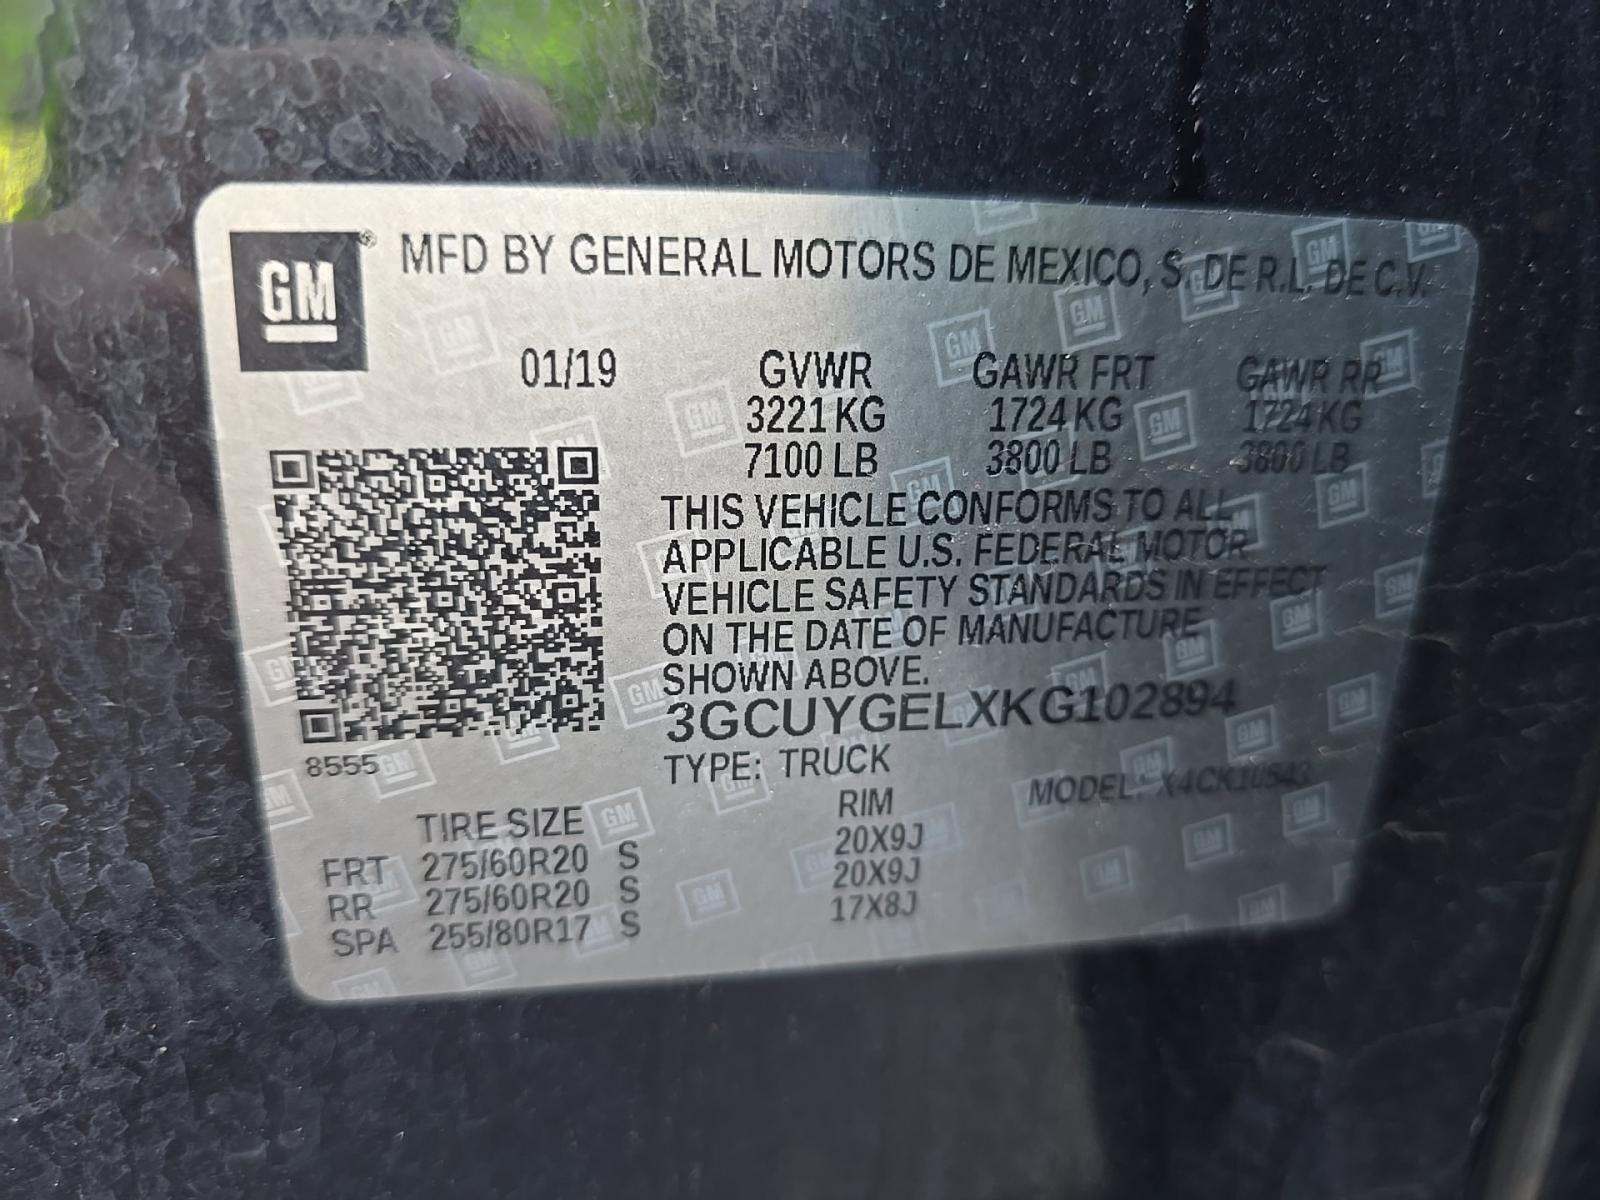 GM® MFD BY GENERAL MOTORS DE MEXICO, S. DE R.L. DE C.V.
01/19 GVWR GAWR FRT GAWR RR
3221 KG 1724 KG 1724 KG
7100 LB 3800 LB 3800 LB
THIS VEHICLE CONFORMS TO ALL
APPLICABLE U.S. FEDERAL MOTOR
VEHICLE SAFETY STANDARDS IN EFFECT
ON THE DATE OF MANUFACTURE
SHOWN ABOVE.
3GCUYGELXKG102894
8555 TYPE: TRUCK MODEL:
TIRE SIZE RIM
FRT 275/60R20 S 20X9J
RR 275/60R20 S 20X9J
SPA 255/80R17 S 17X8J